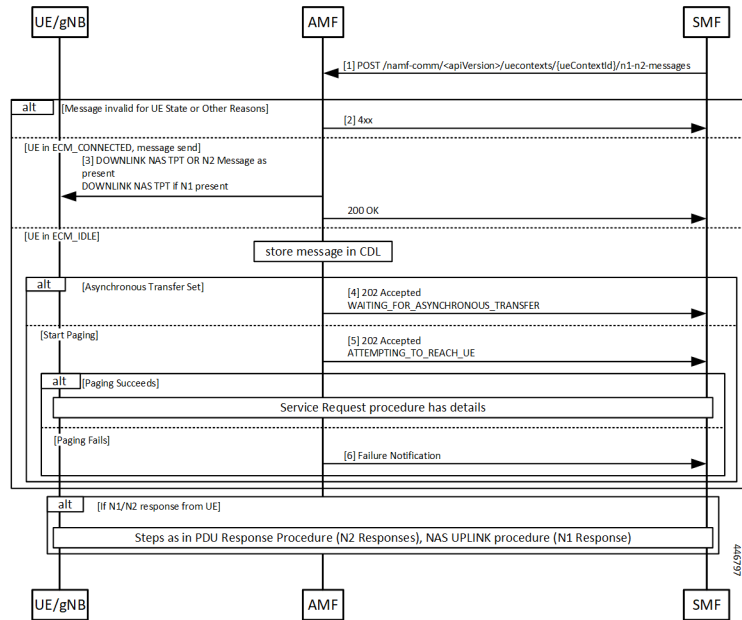 UE/gNB
AMF
SMF
[1] POST /namf-comm/<apiVersion>/uecontexts/{ueContextId}/n1-n2-messages
alt
[Message invalid for UE State or Other Reasons]
[2] 4xx
[UE in ECM_CONNECTED, message send]
[3] DOWNLINK NAS TPT OR N2 Message as
present
DOWNLINK NAS TPT if N1 present
200 OK
[UE in ECM_IDLE]
store message in CDL
alt
[Asynchronous Transfer Set]
[4] 202 Accepted
WAITING_FOR_ASYNCHRONOUS_TRANSFER
[Start Paging]
[5] 202 Accepted
ATTEMPTING_TO_REACH_UE
alt
[Paging Succeeds]
Service Request procedure has details
[Paging Fails]
[6] Failure Notification
alt
[If N1/N2 response from UE]
Steps as in PDU Response Procedure (N2 Responses), NAS UPLINK procedure (N1 Response)
446797
UE/gNB
AMF
SMF